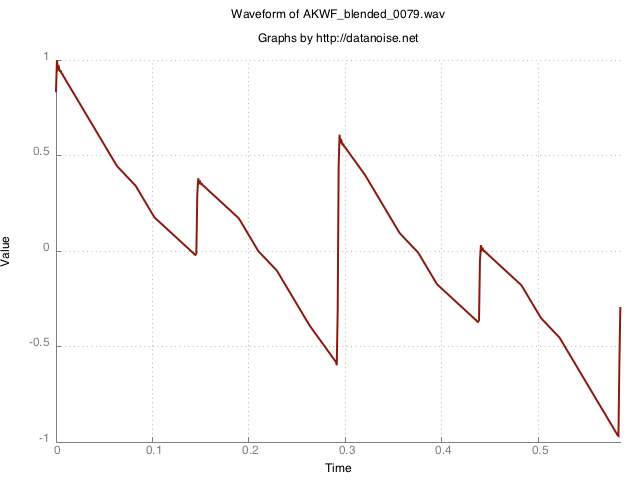 Waveform of AKWF_blended_0079.wav
Graphs by http://datanoise.net
1
0.5
0
-0.5
-1
Value
0 0.1 0.2 0.3 0.4 0.5
Time